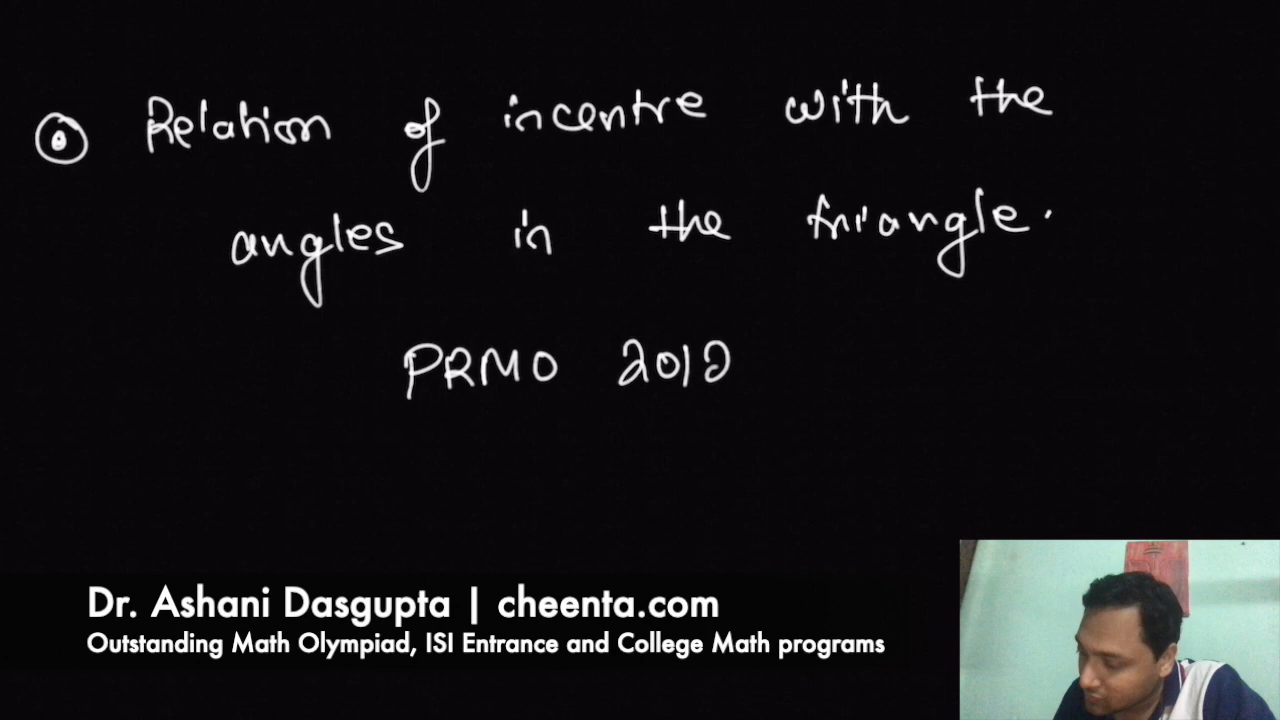 Relation of incentre with the
angles in the triangle.
PRMO 2012
Dr. Ashani Dasgupta | cheenta.com
Outstanding Math Olympiad, ISI Entrance and College Math programs